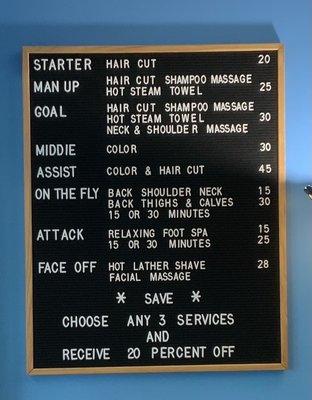 STARTER HAIR CUT 20
MAN UP HAIR CUT SHAMPOO MASSAGE
HOT STEAM TOWEL 25
GOAL HAIR CUT SHAMPOO MASSAGE
HOT STEAM TOWEL 30
NECK & SHOULDER MASSAGE
MIDDIE COLOR 30
ASSIST COLOR & HAIR CUT 45
ON THE FLY BACK SHOULDER NECK 15
BACK THIGHS & CALVES 30
15 OR 30 MINUTES
ATTACK RELAXING FOOT SPA 15
15 OR 30 MINUTES 25
FACE OFF HOT LATHER SHAVE 28
FACIAL MASSAGE
* SAVE *
CHOOSE ANY 3 SERVICES
AND
RECEIVE 20 PERCENT OFF